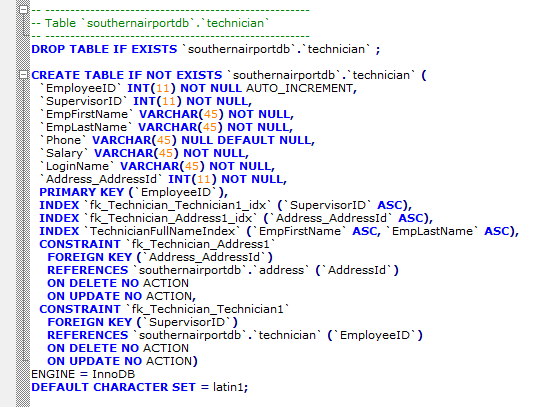 -- -----------------------------------------------------
-- Table `southernairportdb`.`technician`
-- -----------------------------------------------------
DROP TABLE IF EXISTS `southernairportdb`.`technician` ;
CREATE TABLE IF NOT EXISTS `southernairportdb`.`technician` (
`EmployeeID` INT(11) NOT NULL AUTO_INCREMENT,
`SupervisorID` INT(11) NOT NULL,
`EmpFirstName` VARCHAR(45) NOT NULL,
`EmpLastName` VARCHAR(45) NOT NULL,
`Phone` VARCHAR(45) NULL DEFAULT NULL,
`Salary` VARCHAR(45) NOT NULL,
`LoginName` VARCHAR(45) NOT NULL,
`Address_AddressId` INT(11) NOT NULL,
PRIMARY KEY (`EmployeeID`),
INDEX `fk_Technician_Technician1_idx` (`SupervisorID` ASC),
INDEX `fk_Technician_Address1_idx` (`Address_AddressId` ASC),
INDEX `TechnicianFullNameIndex` (`EmpFirstName` ASC, `EmpLastName` ASC),
CONSTRAINT `fk_Technician_Address1`
FOREIGN KEY (`Address_AddressId`)
REFERENCES `southernairportdb`.`address` (`AddressId`)
ON DELETE NO ACTION
ON UPDATE NO ACTION,
CONSTRAINT `fk_Technician_Technician1`
FOREIGN KEY (`SupervisorID`)
REFERENCES `southernairportdb`.`technician` (`EmployeeID`)
ON DELETE NO ACTION
ON UPDATE NO ACTION)
ENGINE = InnoDB
DEFAULT CHARACTER SET = latin1;